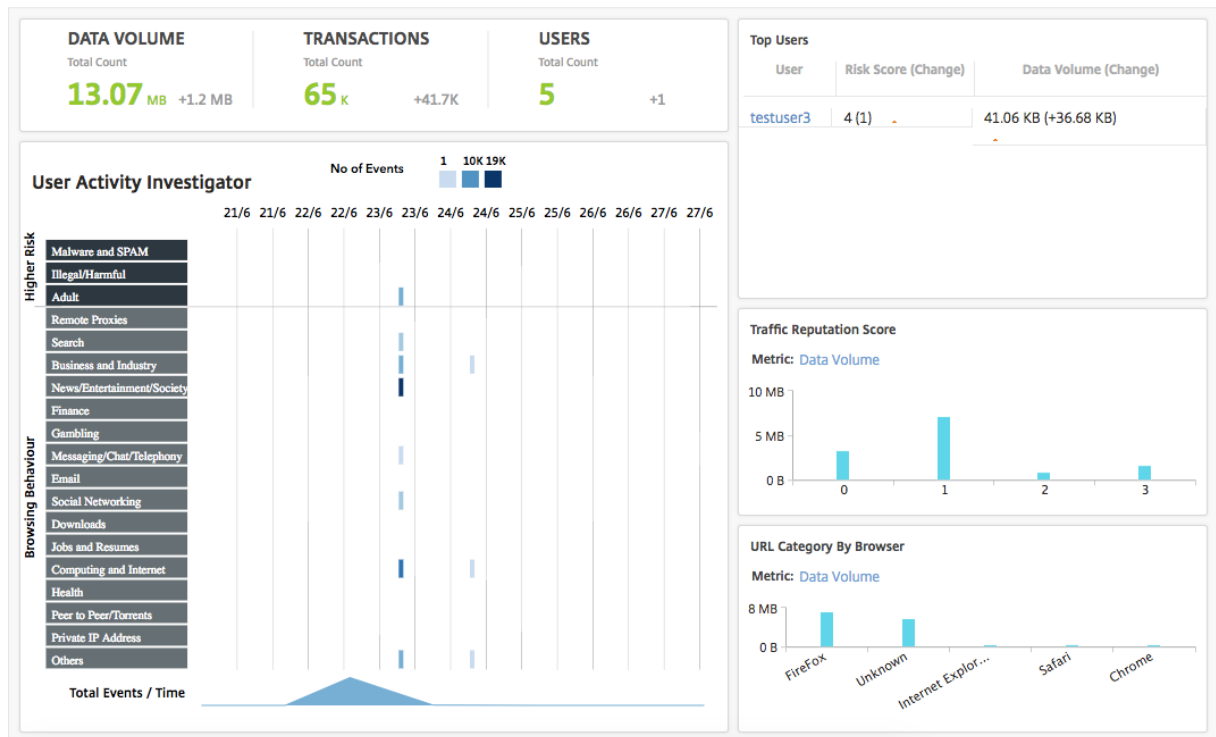 DATA VOLUME
Total Count
13.07 MB +1.2 MB
TRANSACTIONS
Total Count
65 K +41.7K
USERS
Total Count
5 +1
User Activity Investigator
No of Events
1 10K 19K
21/6 21/6 22/6 22/6 23/6 23/6 24/6 24/6 25/6 25/6 26/6 26/6 27/6 27/6
Higher Risk
Malware and SPAM
Illegal/Harmful
Adult
Browsing Behaviour
Remote Proxies
Search
Business and Industry
News/Entertainment/Society
Finance
Gambling
Messaging/Chat/Telephony
Email
Social Networking
Downloads
Jobs and Resumes
Computing and Internet
Health
Peer to Peer/Torrents
Private IP Address
Others
Total Events / Time
Top Users
User Risk Score (Change) Data Volume (Change)
testuser3 4 (1) 41.06 KB (+36.68 KB)
Traffic Reputation Score
Metric: Data Volume
10 MB
5 MB
0 B
0 1 2 3
URL Category By Browser
Metric: Data Volume
8 MB
0 B
FireFox Unknown Internet Explor... Safari Chrome